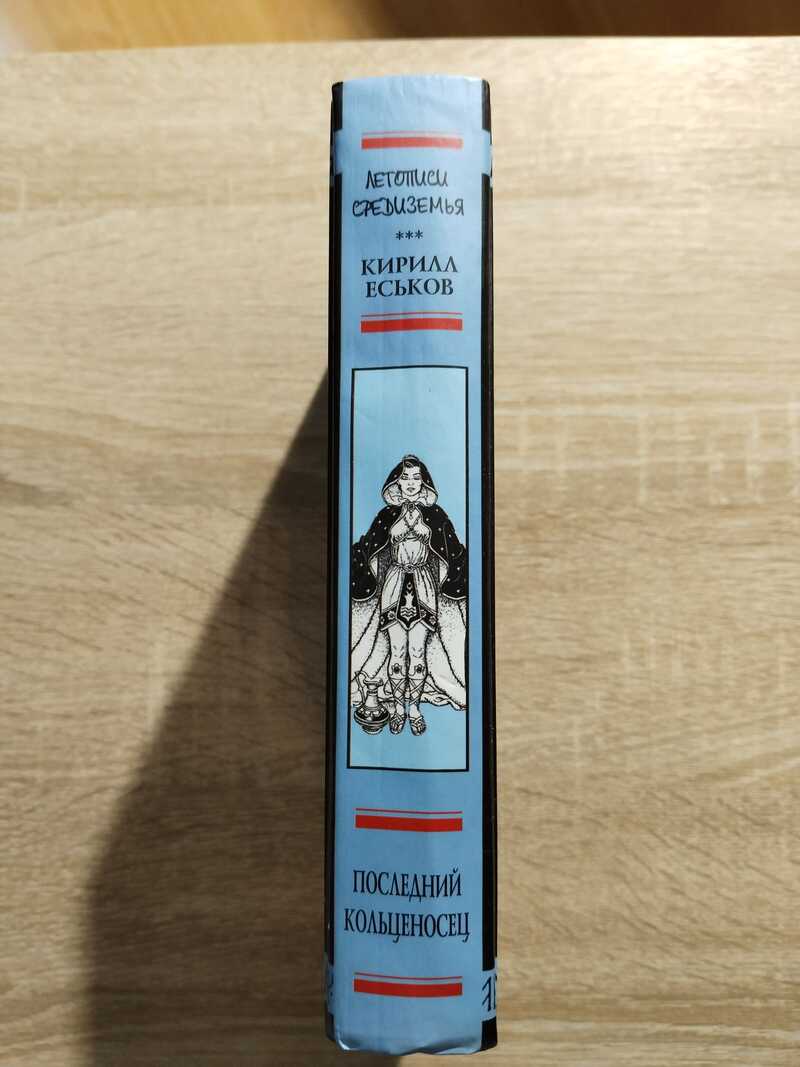 ЛЕТОПИСИ
СРЕДИЗЕМЬЯ
***
КИРИЛЛ
ЕСЬКОВ
ПОСЛЕДНИЙ
КОЛЬЦЕНОСЕЦ